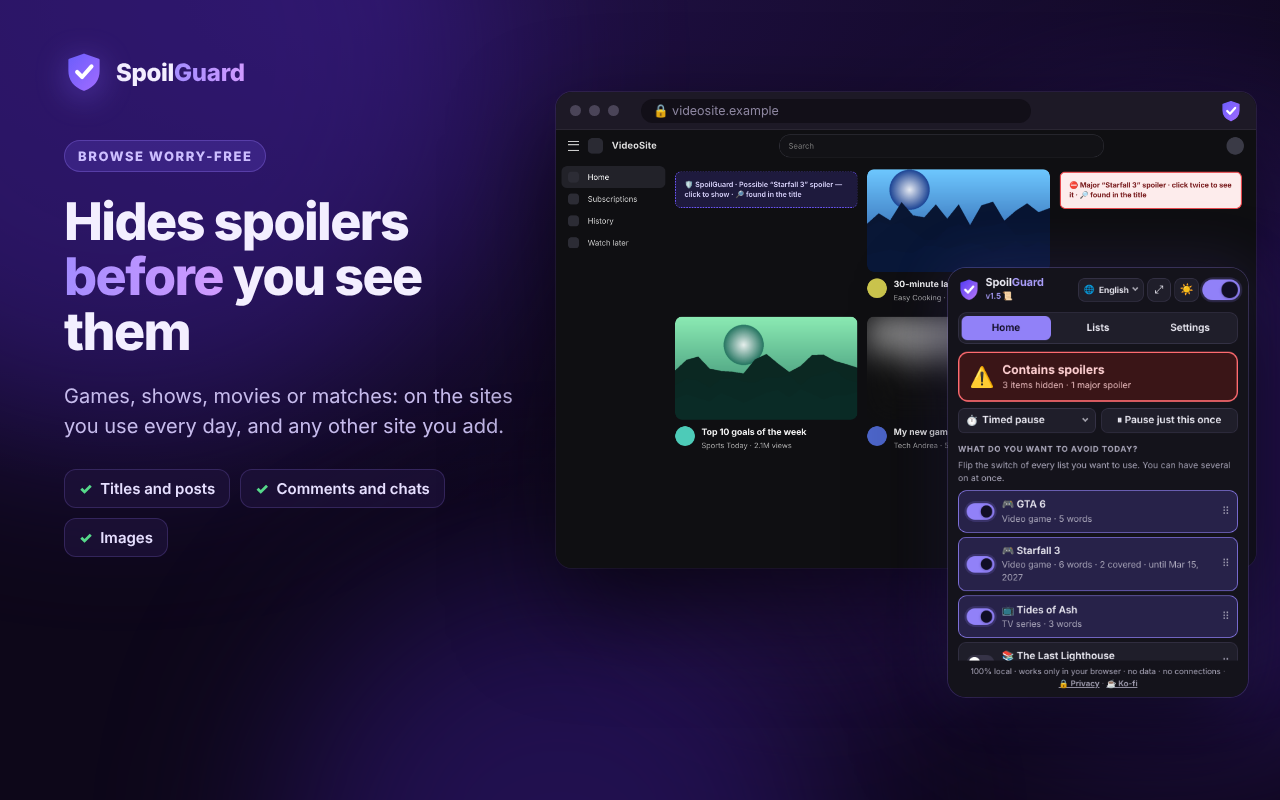 SpoilGuard
BROWSE WORRY-FREE
Hides spoilers
before you see
them
Games, shows, movies or matches: on the sites
you use every day, and any other site you add.
Titles and posts
Comments and chats
Images
videosite.example
VideoSite
Search
Home
Subscriptions
History
Watch later
SpoilGuard · Possible "Starfall 3" spoiler —
click to show · 🔎 found in the title
Major "Starfall 3" spoiler · click twice to see
it · 🔎 found in the title
30-minute la
Easy Cooking ·
Top 10 goals of the week
Sports Today · 2.1M views
My new gam
Tech Andrea · 5
SpoilGuard
v1.5
English
Home
Lists
Settings
Contains spoilers
3 items hidden · 1 major spoiler
Timed pause
Pause just this once
WHAT DO YOU WANT TO AVOID TODAY?
Flip the switch of every list you want to use. You can have several
on at once.
GTA 6
Video game · 5 words
Starfall 3
Video game · 6 words · 2 covered · until Mar 15,
2027
Tides of Ash
TV series · 3 words
The Last Lighthouse
100% local · works only in your browser · no data · no connections ·
Privacy · Ko-fi